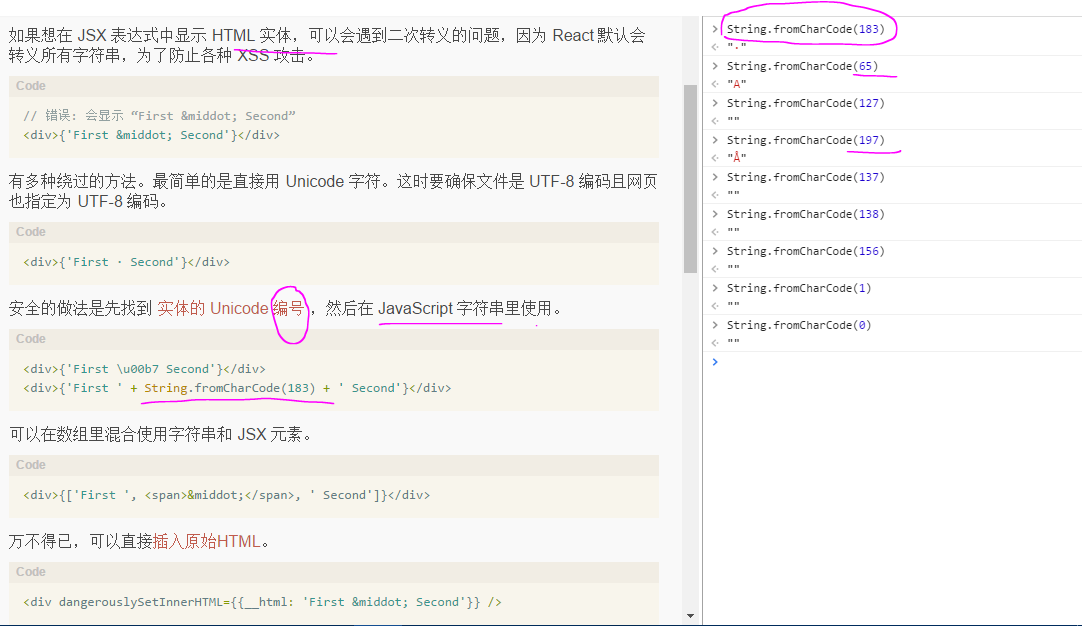 如果想在 JSX 表达式中显示 HTML 实体，可以会遇到二次转义的问题，因为 React 默认会
转义所有字符串，为了防止各种 XSS 攻击。
Code
// 错误: 会显示 “First &middot; Second”
<div>{'First &middot; Second'}</div>
有多种绕过的方法。最简单的是直接用 Unicode 字符。这时要确保文件是 UTF-8 编码且网页
也指定为 UTF-8 编码。
Code
<div>{'First · Second'}</div>
安全的做法是先找到 实体的 Unicode 编号 ，然后在 JavaScript 字符串里使用。
Code
<div>{'First \u00b7 Second'}</div>
<div>{'First ' + String.fromCharCode(183) + ' Second'}</div>
可以在数组里混合使用字符串和 JSX 元素。
Code
<div>{['First ', <span>&middot;</span>, ' Second']}</div>
万不得已，可以直接插入原始HTML。
Code
<div dangerouslySetInnerHTML={{__html: 'First &middot; Second'}} />
> String.fromCharCode(183)
"·"
> String.fromCharCode(65)
"A"
> String.fromCharCode(127)
""
> String.fromCharCode(197)
"Å"
> String.fromCharCode(137)
""
> String.fromCharCode(138)
""
> String.fromCharCode(156)
""
> String.fromCharCode(1)
""
> String.fromCharCode(0)
""
>